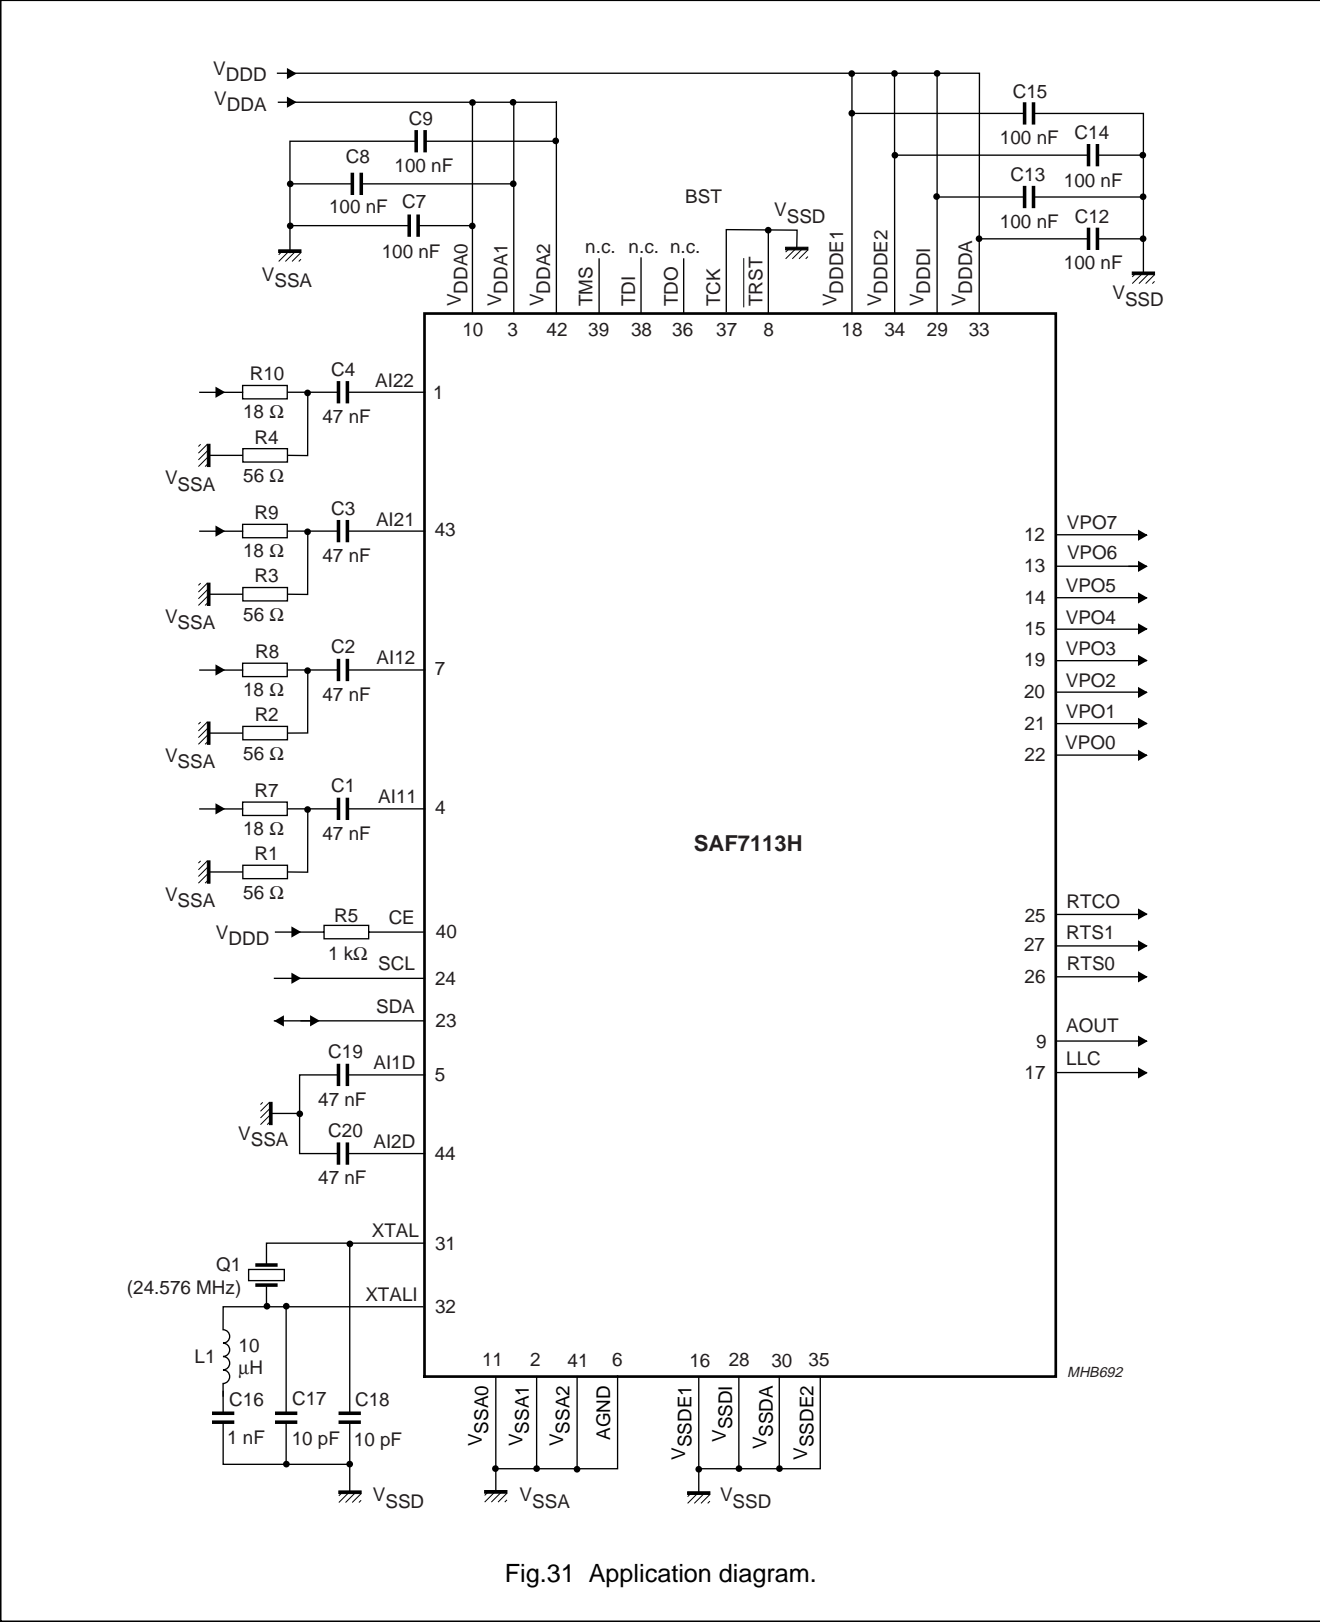 VDDD
VDDA
C9
100 nF
C8
100 nF
C7
100 nF
VSSA
C15
100 nF
C14
100 nF
C13
100 nF
C12
100 nF
VSSD
BST
VSSD
n.c. n.c. n.c.
VDDA0 VDDA1 VDDA2 TMS TDI TDO TCK TRST VDDDE1 VDDDE2 VDDDI VDDDA
10 3 42 39 38 36 37 8 18 34 29 33
R10 C4 AI22 1
18 Ω 47 nF
R4
56 Ω
VSSA
R9 C3 AI21 43
18 Ω 47 nF
R3
56 Ω
VSSA
R8 C2 AI12 7
18 Ω 47 nF
R2
56 Ω
VSSA
R7 C1 AI11 4
18 Ω 47 nF
R1
56 Ω
VSSA
VDDD R5 CE 40
1 kΩ
SCL 24
SDA 23
C19 AI1D 5
47 nF
VSSA
C20 AI2D 44
47 nF
XTAL 31
Q1
(24.576 MHz)
XTALI 32
L1 10 μH
C16 C17 C18
1 nF 10 pF 10 pF
VSSD
SAF7113H
12 VPO7
13 VPO6
14 VPO5
15 VPO4
19 VPO3
20 VPO2
21 VPO1
22 VPO0
25 RTCO
27 RTS1
26 RTS0
9 AOUT
17 LLC
11 2 41 6 16 28 30 35
VSSA0 VSSA1 VSSA2 AGND VSSDE1 VSSDI VSSDA VSSDE2
VSSA VSSD
MHB692
Fig.31 Application diagram.